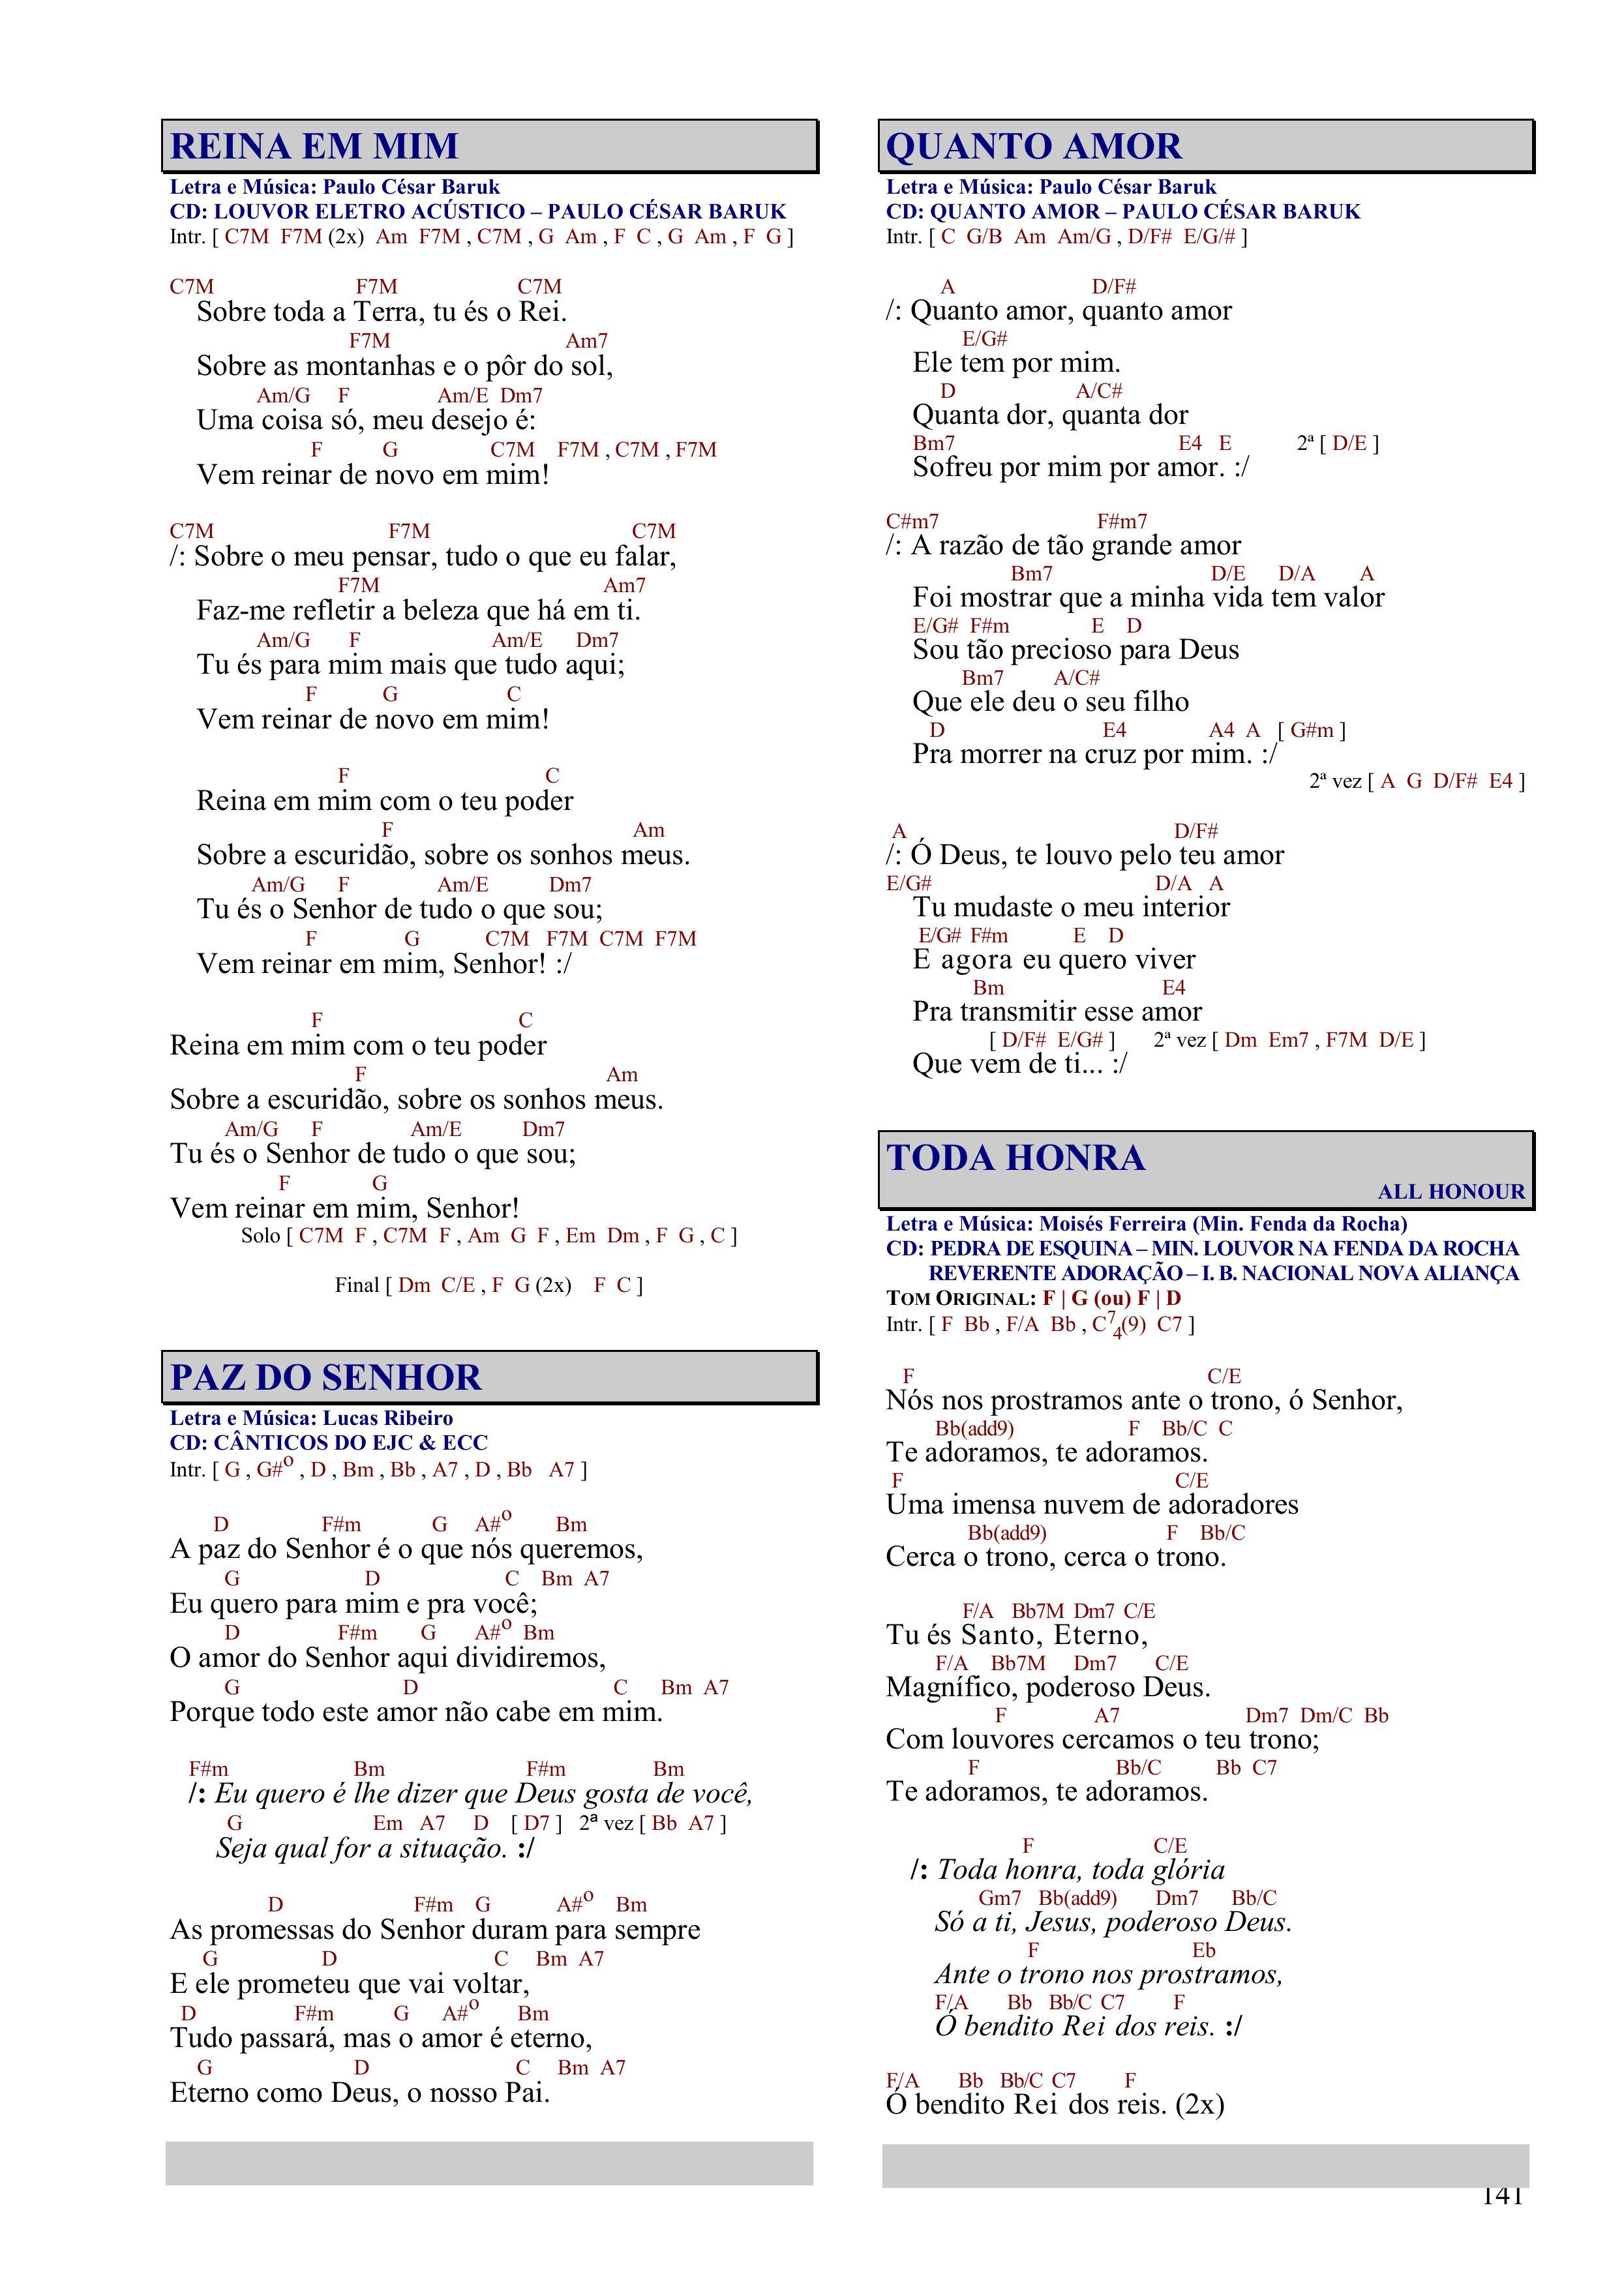 REINA EM MIM
Letra e Música: Paulo César Baruk
CD: LOUVOR ELETRO ACÚSTICO – PAULO CÉSAR BARUK
Intr. [ C7M F7M (2x) Am F7M , C7M , G Am , F C , G Am , F G ]
C7M F7M C7M
Sobre toda a Terra, tu és o Rei.
F7M Am7
Sobre as montanhas e o pôr do sol,
Am/G F Am/E Dm7
Uma coisa só, meu desejo é:
F G C7M F7M , C7M , F7M
Vem reinar de novo em mim!
C7M F7M C7M
/: Sobre o meu pensar, tudo o que eu falar,
F7M Am7
Faz-me refletir a beleza que há em ti.
Am/G F Am/E Dm7
Tu és para mim mais que tudo aqui;
F G C
Vem reinar de novo em mim!
F C
Reina em mim com o teu poder
F Am
Sobre a escuridão, sobre os sonhos meus.
Am/G F Am/E Dm7
Tu és o Senhor de tudo o que sou;
F G C7M F7M C7M F7M
Vem reinar em mim, Senhor! :/
F C
Reina em mim com o teu poder
F Am
Sobre a escuridão, sobre os sonhos meus.
Am/G F Am/E Dm7
Tu és o Senhor de tudo o que sou;
F G
Vem reinar em mim, Senhor!
Solo [ C7M F , C7M F , Am G F , Em Dm , F G , C ]
Final [ Dm C/E , F G (2x) F C ]
PAZ DO SENHOR
Letra e Música: Lucas Ribeiro
CD: CÂNTICOS DO EJC & ECC
Intr. [ G , G#º , D , Bm , Bb , A7 , D , Bb A7 ]
D F#m G A#º Bm
A paz do Senhor é o que nós queremos,
G D C Bm A7
Eu quero para mim e pra você;
D F#m G A#º Bm
O amor do Senhor aqui dividiremos,
G D C Bm A7
Porque todo este amor não cabe em mim.
F#m Bm F#m Bm
/: Eu quero é lhe dizer que Deus gosta de você,
G Em A7 D [ D7 ] 2ª vez [ Bb A7 ]
Seja qual for a situação. :/
D F#m G A#º Bm
As promessas do Senhor duram para sempre
G D C Bm A7
E ele prometeu que vai voltar,
D F#m G A#º Bm
Tudo passará, mas o amor é eterno,
G D C Bm A7
Eterno como Deus, o nosso Pai.
QUANTO AMOR
Letra e Música: Paulo César Baruk
CD: QUANTO AMOR – PAULO CÉSAR BARUK
Intr. [ C G/B Am Am/G , D/F# E/G/# ]
A D/F#
/: Quanto amor, quanto amor
E/G#
Ele tem por mim.
D A/C#
Quanta dor, quanta dor
Bm7 E4 E 2ª [ D/E ]
Sofreu por mim por amor. :/
C#m7 F#m7
/: A razão de tão grande amor
Bm7 D/E D/A A
Foi mostrar que a minha vida tem valor
E/G# F#m E D
Sou tão precioso para Deus
Bm7 A/C#
Que ele deu o seu filho
D E4 A4 A [ G#m ]
Pra morrer na cruz por mim. :/
2ª vez [ A G D/F# E4 ]
A D/F#
/: Ó Deus, te louvo pelo teu amor
E/G# D/A A
Tu mudaste o meu interior
E/G# F#m E D
E agora eu quero viver
Bm E4
Pra transmitir esse amor
[ D/F# E/G# ] 2ª vez [ Dm Em7 , F7M D/E ]
Que vem de ti... :/
TODA HONRA
ALL HONOUR
Letra e Música: Moisés Ferreira (Min. Fenda da Rocha)
CD: PEDRA DE ESQUINA – MIN. LOUVOR NA FENDA DA ROCHA
REVERENTE ADORAÇÃO – I. B. NACIONAL NOVA ALIANÇA
TOM ORIGINAL: F | G (ou) F | D
Intr. [ F Bb , F/A Bb , C7 4(9) C7 ]
F C/E
Nós nos prostramos ante o trono, ó Senhor,
Bb(add9) F Bb/C C
Te adoramos, te adoramos.
F C/E
Uma imensa nuvem de adoradores
Bb(add9) F Bb/C
Cerca o trono, cerca o trono.
F/A Bb7M Dm7 C/E
Tu és Santo, Eterno,
F/A Bb7M Dm7 C/E
Magnífico, poderoso Deus.
F A7 Dm7 Dm/C Bb
Com louvores cercamos o teu trono;
F Bb/C Bb C7
Te adoramos, te adoramos.
F C/E
/: Toda honra, toda glória
Gm7 Bb(add9) Dm7 Bb/C
Só a ti, Jesus, poderoso Deus.
F Eb
Ante o trono nos prostramos,
F/A Bb Bb/C C7 F
Ó bendito Rei dos reis. :/
F/A Bb Bb/C C7 F
Ó bendito Rei dos reis. (2x)
141